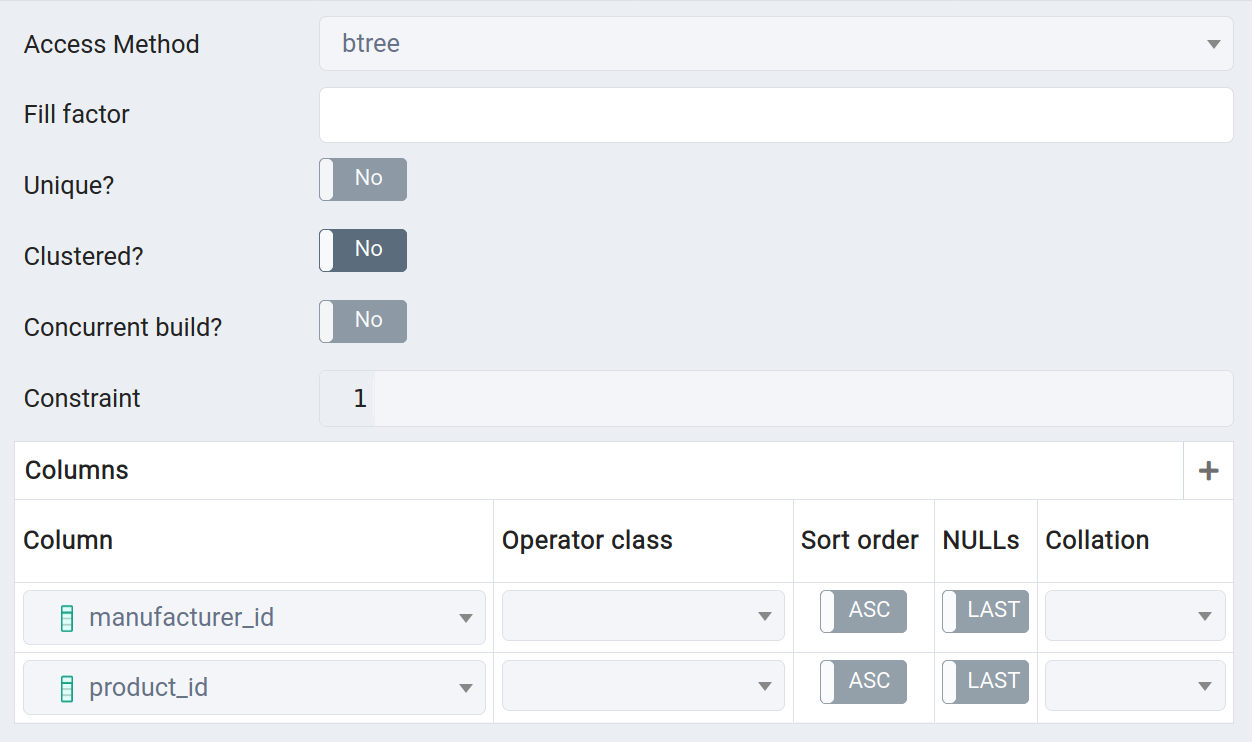 Access Method btree
Fill factor
Unique? No
Clustered? No
Concurrent build? No
Constraint 1
Columns +
Column Operator class Sort order NULLs Collation
manufacturer_id ASC LAST
product_id ASC LAST